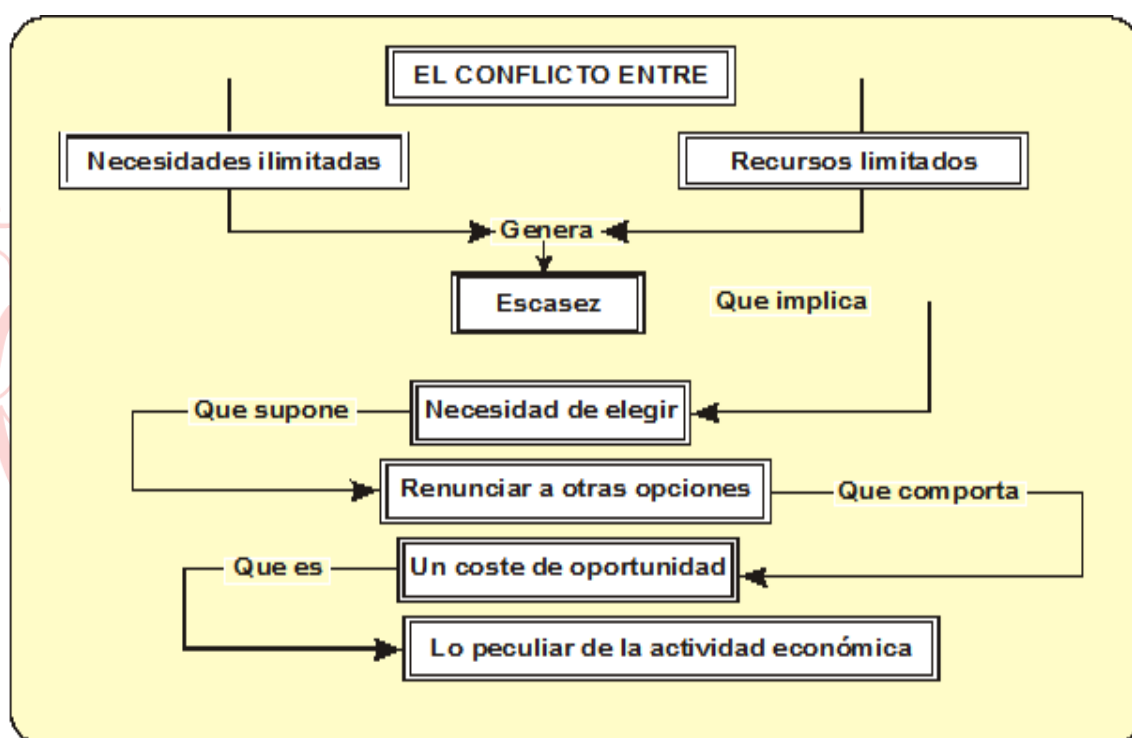 EL CONFLICTO ENTRE
Necesidades ilimitadas
Recursos limitados
Genera
Escasez
Que implica
Necesidad de elegir
Que supone
Renunciar a otras opciones
Que comporta
Un coste de oportunidad
Que es
Lo peculiar de la actividad económica